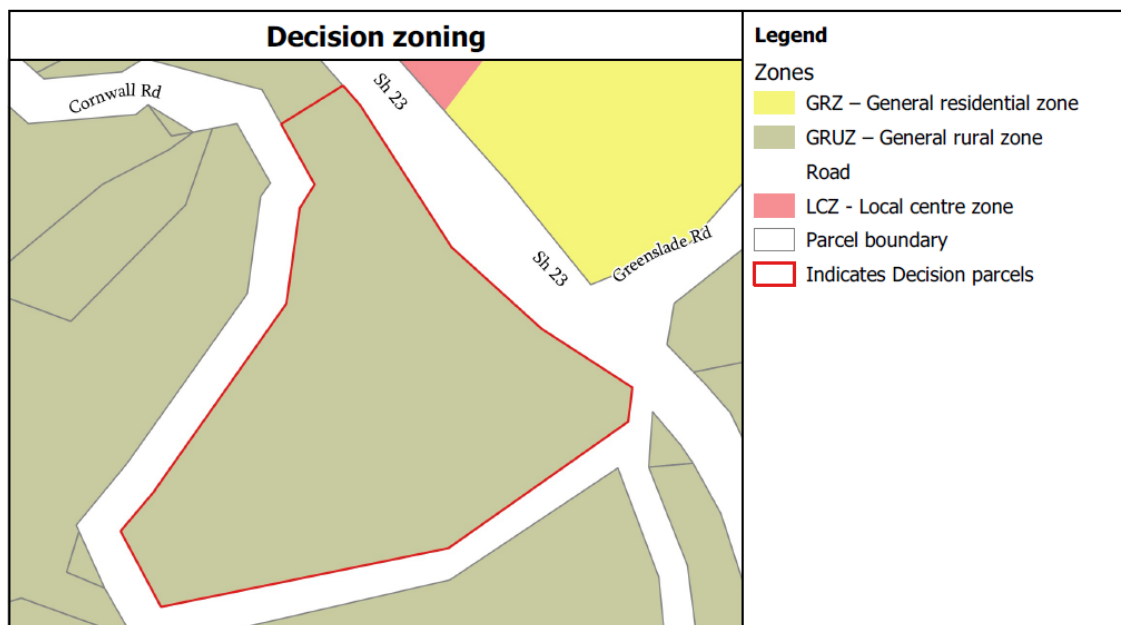 Decision zoning
Cornwall Rd
Sh 23
Sh 23
Greenslade Rd
Legend
Zones
GRZ – General residential zone
GRUZ – General rural zone
Road
LCZ - Local centre zone
Parcel boundary
Indicates Decision parcels